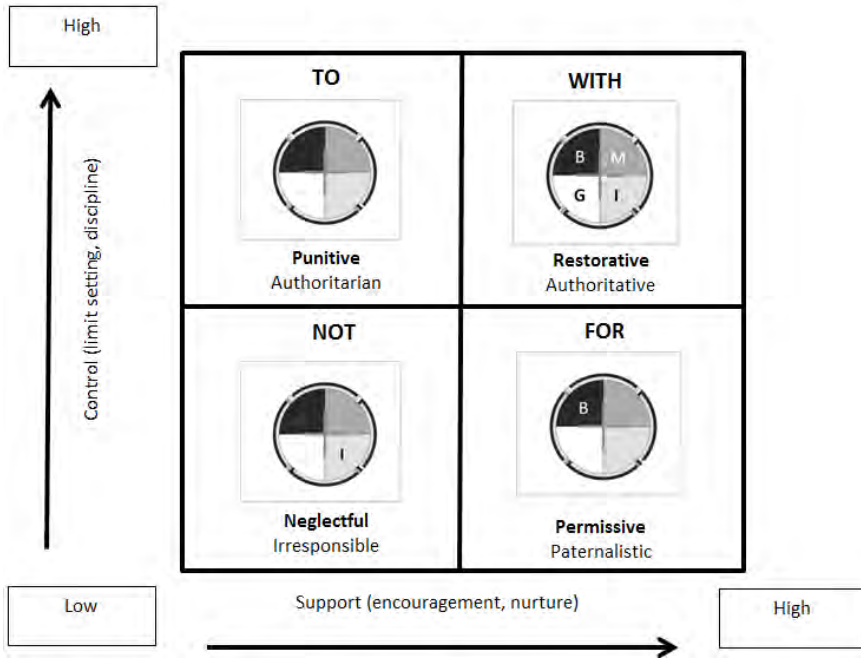 High
Control (limit setting, discipline)
TO
Punitive
Authoritarian
WITH
B M
G I
Restorative
Authoritative
NOT
I
Neglectful
Irresponsible
FOR
B
Permissive
Paternalistic
Low
Support (encouragement, nurture)
High